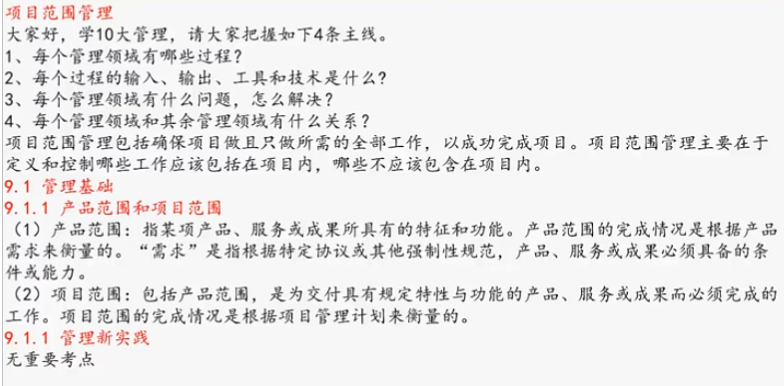 项目范围管理
大家好，学10大管理，请大家把握如下4条主线。
1、每个管理领域有哪些过程？
2、每个过程的输入、输出、工具和技术是什么？
3、每个管理领域有什么问题，怎么解决？
4、每个管理领域和其余管理领域有什么关系？
项目范围管理包括确保项目做且只做所需的全部工作，以成功完成项目。项目范围管理主要在于
定义和控制哪些工作应该包括在项目内，哪些不应该包含在项目内。
9.1 管理基础
9.1.1 产品范围和项目范围
（1）产品范围：指某项产品、服务或成果所具有的特征和功能。产品范围的完成情况是根据产品
需求来衡量的。“需求”是指根据特定协议或其他强制性规范，产品、服务或成果必须具备的条
件或能力。
（2）项目范围：包括产品范围，是为交付具有规定特性与功能的产品、服务或成果而必须完成的
工作。项目范围的完成情况是根据项目管理计划来衡量的。
9.1.1 管理新实践
无重要考点